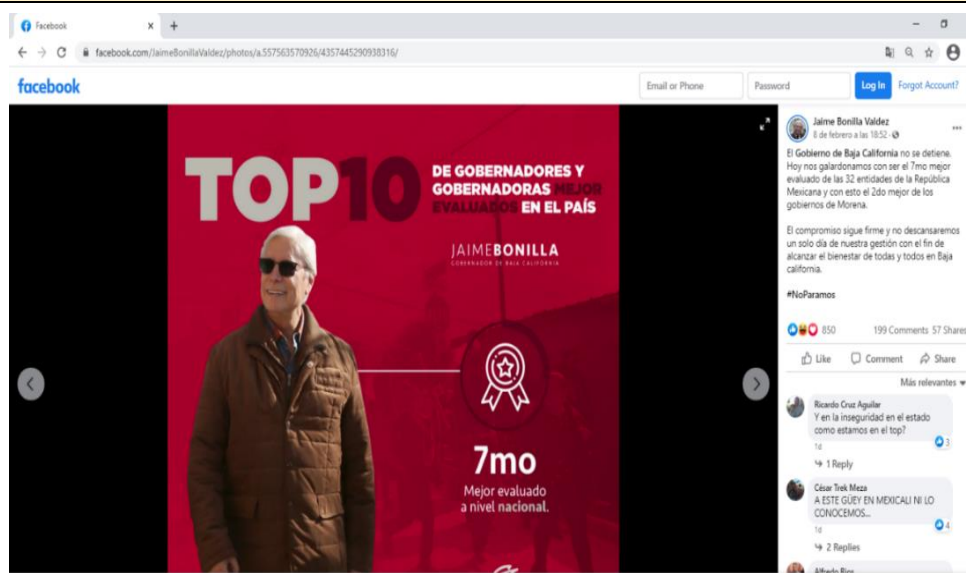 Facebook
facebook.com/JaimeBonillaValdez/photos/a.557563570926/4357445290938316/
facebook
Email or Phone
Password
Log In
Forgot Account?
TOP10
DE GOBERNADORES Y
GOBERNADORAS MEJOR
EVALUADOS EN EL PAÍS
JAIMEBONILLA
GOBERNADOR DE BAJA CALIFORNIA
7mo
Mejor evaluado
a nivel nacional.
Jaime Bonilla Valdez
8 de febrero a las 18:52
El Gobierno de Baja California no se detiene.
Hoy nos galardonamos con ser el 7mo mejor
evaluado de las 32 entidades de la República
Mexicana y con esto el 2do mejor de los
gobiernos de Morena.
El compromiso sigue firme y no descansaremos
un solo día de nuestra gestión con el fin de
alcanzar el bienestar de todas y todos en Baja
california.
#NoParamos
850
199 Comments 57 Shares
Like
Comment
Share
Más relevantes
Ricardo Cruz Aguilar
Y en la inseguridad en el estado
como estamos en el top?
3
1d
1 Reply
César Trek Meza
A ESTE GÜEY EN MEXICALI NI LO
CONOCEMOS...
4
1d
2 Replies
Alfredo Rios